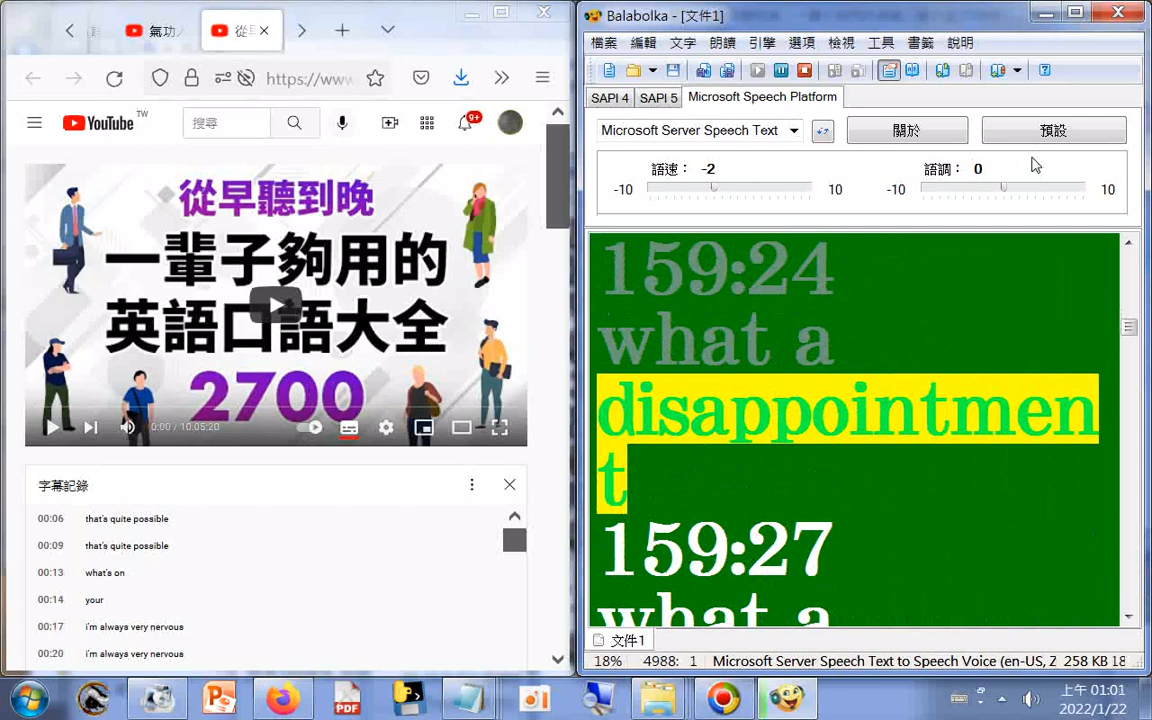 氣功
從
https://www
YouTube TW
搜尋
9+
從早聽到晚
一輩子夠用的
英語口語大全
2700
0:00 / 10:05:20
字幕記錄
00:06 that's quite possible
00:09 that's quite possible
00:13 what's on
00:14 your
00:17 i'm always very nervous
00:20 i'm always very nervous
Balabolka - [文件1]
檔案 編輯 文字 朗讀 引擎 選項 檢視 工具 書籤 說明
SAPI 4 SAPI 5 Microsoft Speech Platform
Microsoft Server Speech Text 關於 預設
語速： -2 語調： 0
-10 10 -10 10
159:24
what a
disappointmen
t
159:27
what a
文件1
18% 4988: 1 Microsoft Server Speech Text to Speech Voice (en-US, Z 258 KB 18
上午 01:01
2022/1/22